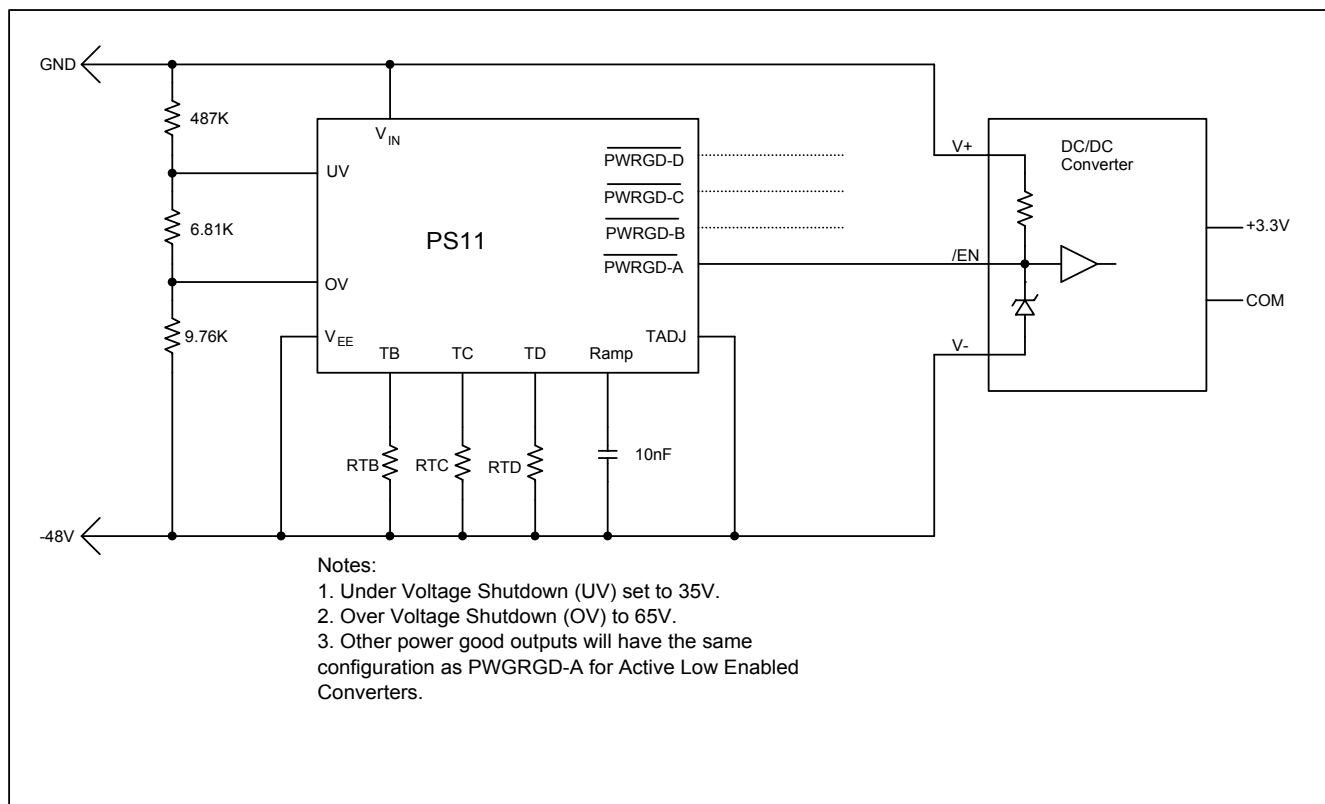 GND
487K
6.81K
9.76K
-48V
VIN
UV
OV
VEE
PS11
PWRGD-D
PWRGD-C
PWRGD-B
PWRGD-A
TADJ
TB
TC
TD
Ramp
RTB
RTC
RTD
10nF
V+
/EN
V-
DC/DC
Converter
+3.3V
COM
Notes:
1. Under Voltage Shutdown (UV) set to 35V.
2. Over Voltage Shutdown (OV) to 65V.
3. Other power good outputs will have the same
configuration as PWGRGD-A for Active Low Enabled
Converters.